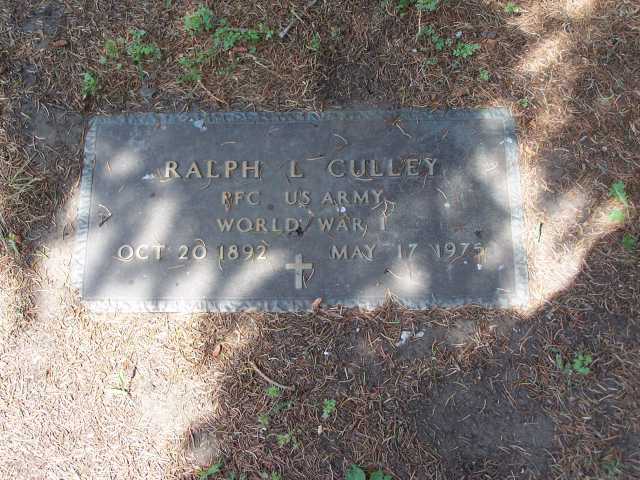 RALPH L CULLEY
PFC US ARMY
WORLD WAR I
OCT 20 1892 MAY 17 1975